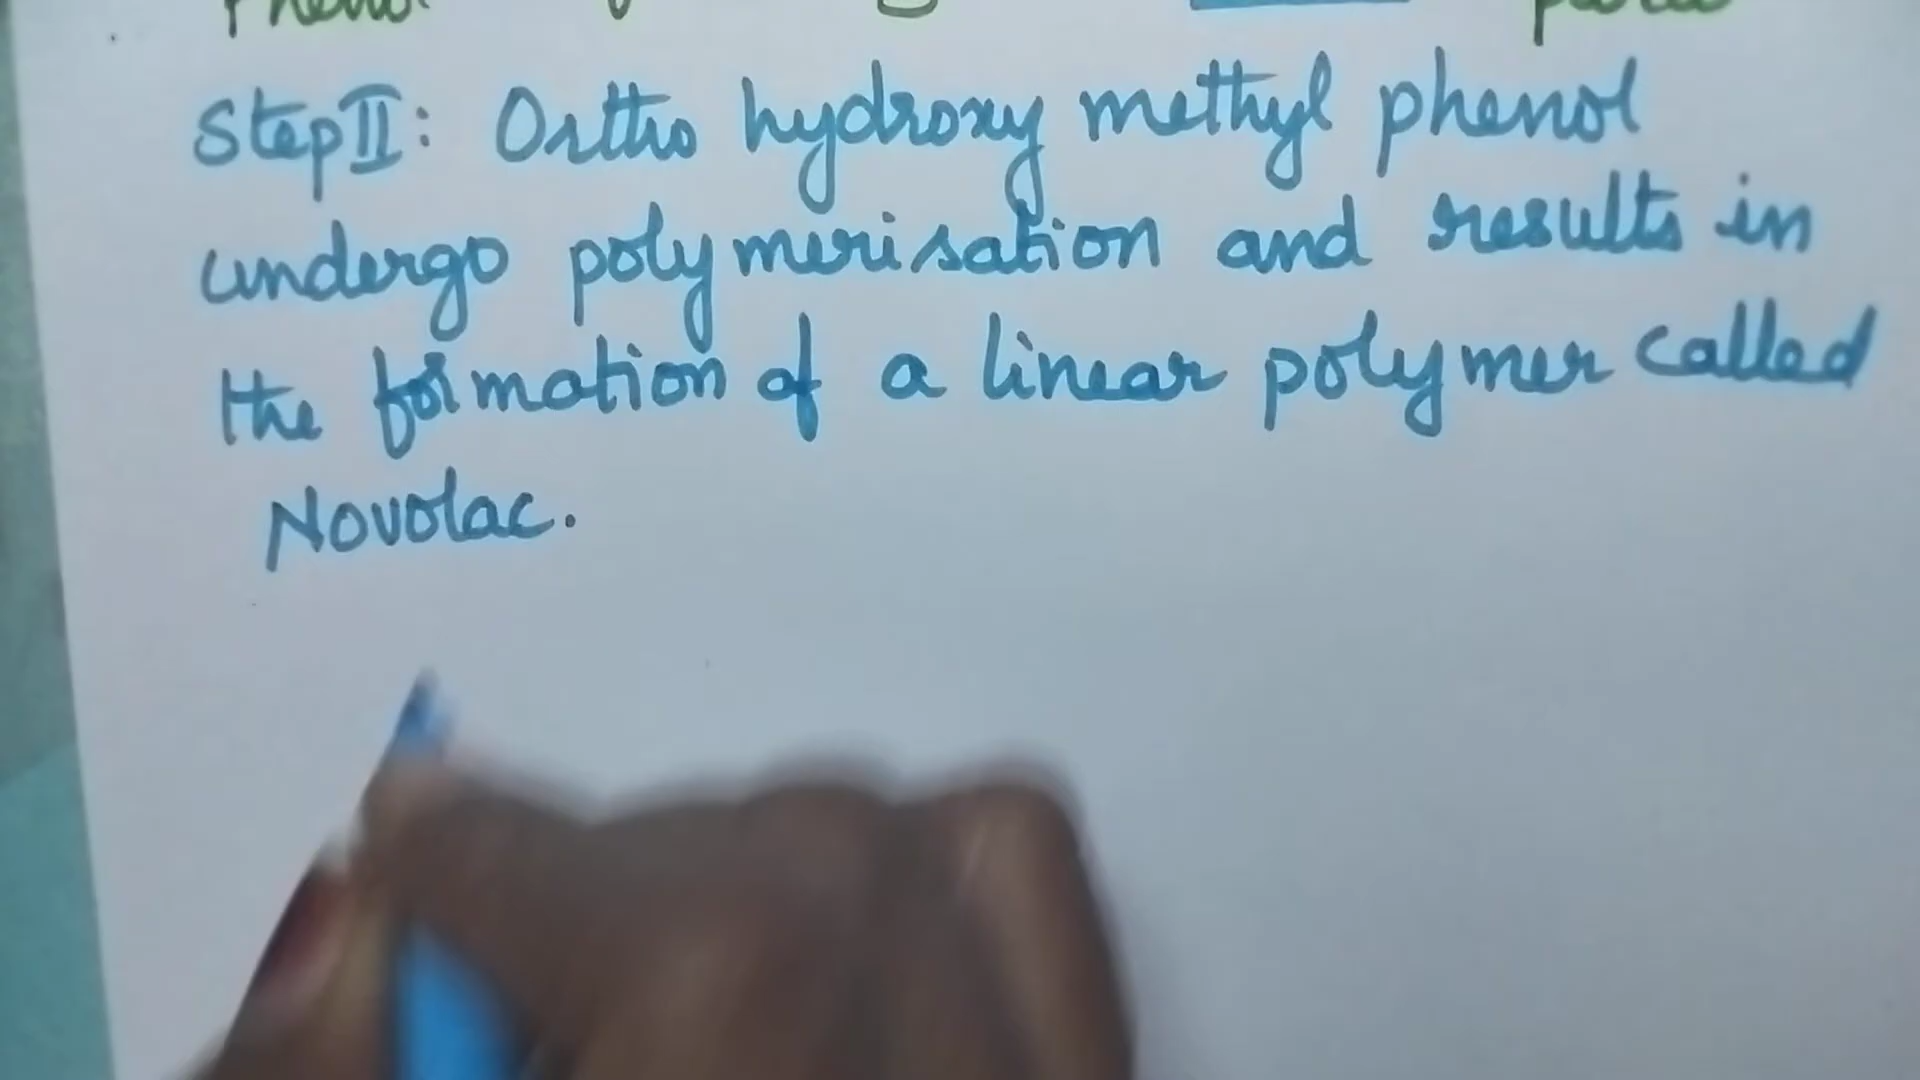 Step II: Ortho hydroxy methyl phenol
undergo polymerisation and results in
the formation of a linear polymer called
Novolac.